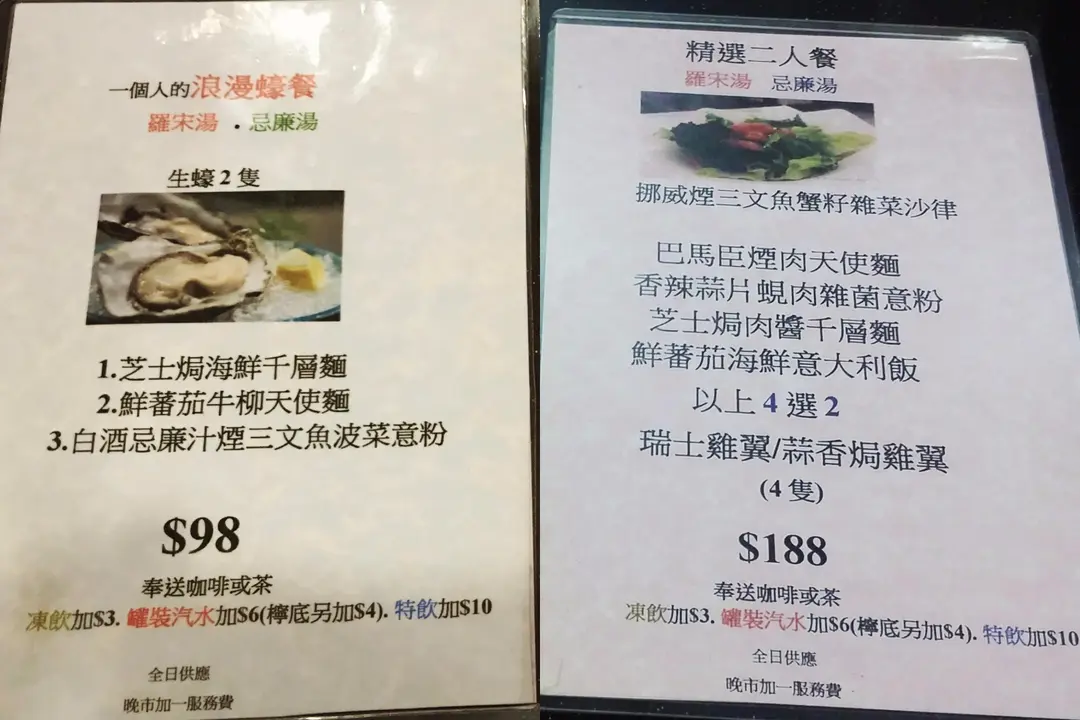 一個人的浪漫蠔餐
羅宋湯 . 忌廉湯
生蠔 2 隻
1.芝士焗海鮮千層麵
2.鮮蕃茄牛柳天使麵
3.白酒忌廉汁煙三文魚波菜意粉
$98
奉送咖啡或茶
凍飲加$3. 罐裝汽水加$6(檸底另加$4). 特飲加$10
全日供應
晚市加一服務費
精選二人餐
羅宋湯 忌廉湯
挪威煙三文魚蟹籽雜菜沙律
巴馬臣煙肉天使麵
香辣蒜片蜆肉雜菌意粉
芝士焗肉醬千層麵
鮮蕃茄海鮮意大利飯
以上 4 選 2
瑞士雞翼/蒜香焗雞翼
(4 隻)
$188
奉送咖啡或茶
凍飲加$3. 罐裝汽水加$6(檸底另加$4). 特飲加$10
全日供應
晚市加一服務費